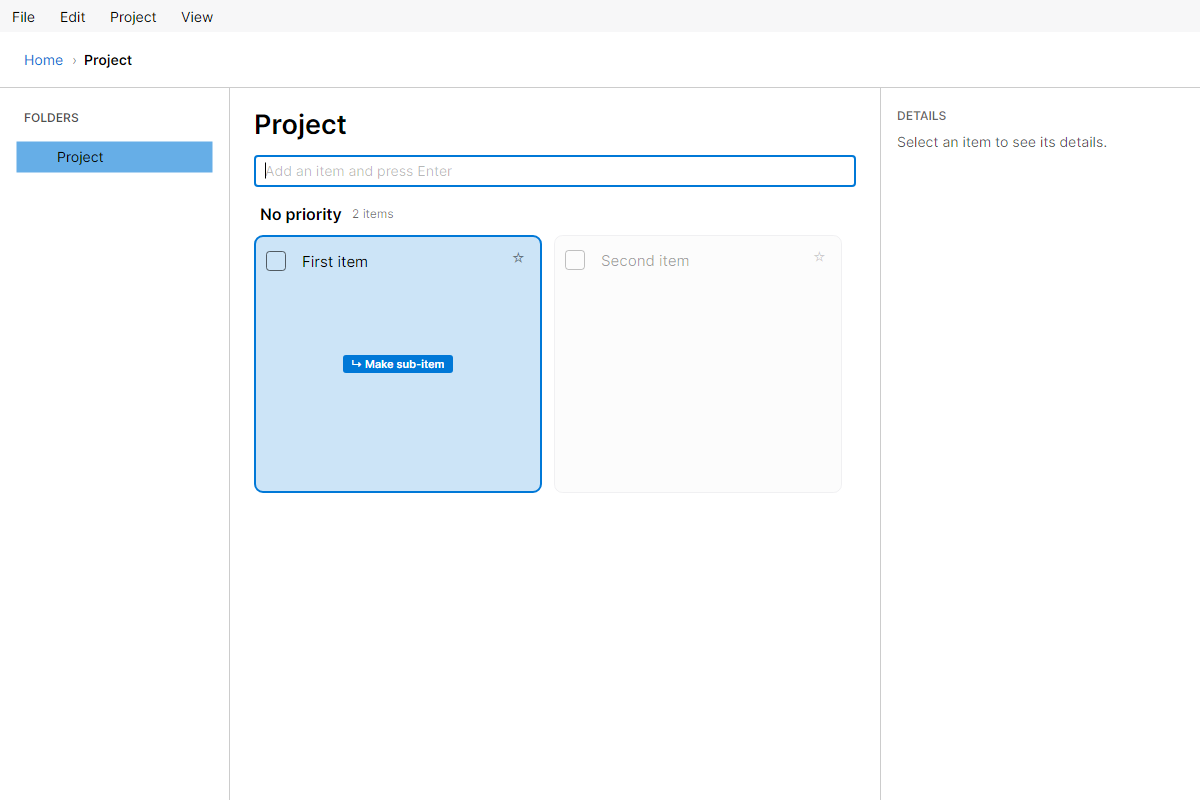 File Edit Project View
Home › Project
FOLDERS
Project
Project
Add an item and press Enter
No priority 2 items
First item ☆
↳ Make sub-item
Second item ☆
DETAILS
Select an item to see its details.